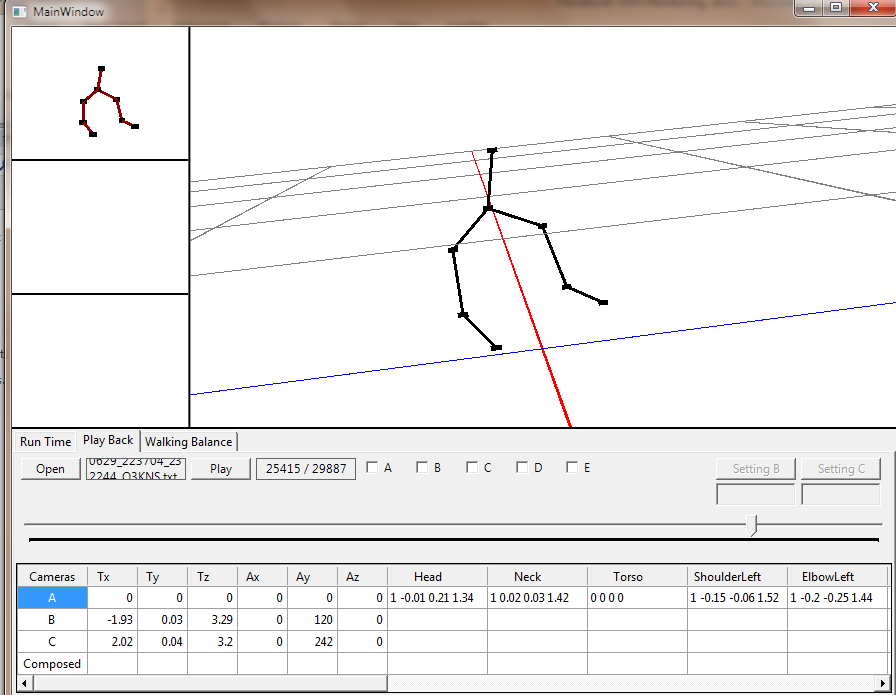 MainWindow
Run Time Play Back Walking Balance
Open 0629_223704_23 Play 25415 / 29887 A B C D E Setting B Setting C
2244_O3KNS.txt
Cameras Tx Ty Tz Ax Ay Az Head Neck Torso ShoulderLeft ElbowLeft
A 0 0 0 0 0 0 1 -0.01 0.21 1.34 1 0.02 0.03 1.42 0 0 0 0 1 -0.15 -0.06 1.52 1 -0.2 -0.25 1.44
B -1.93 0.03 3.29 0 120 0
C 2.02 0.04 3.2 0 242 0
Composed